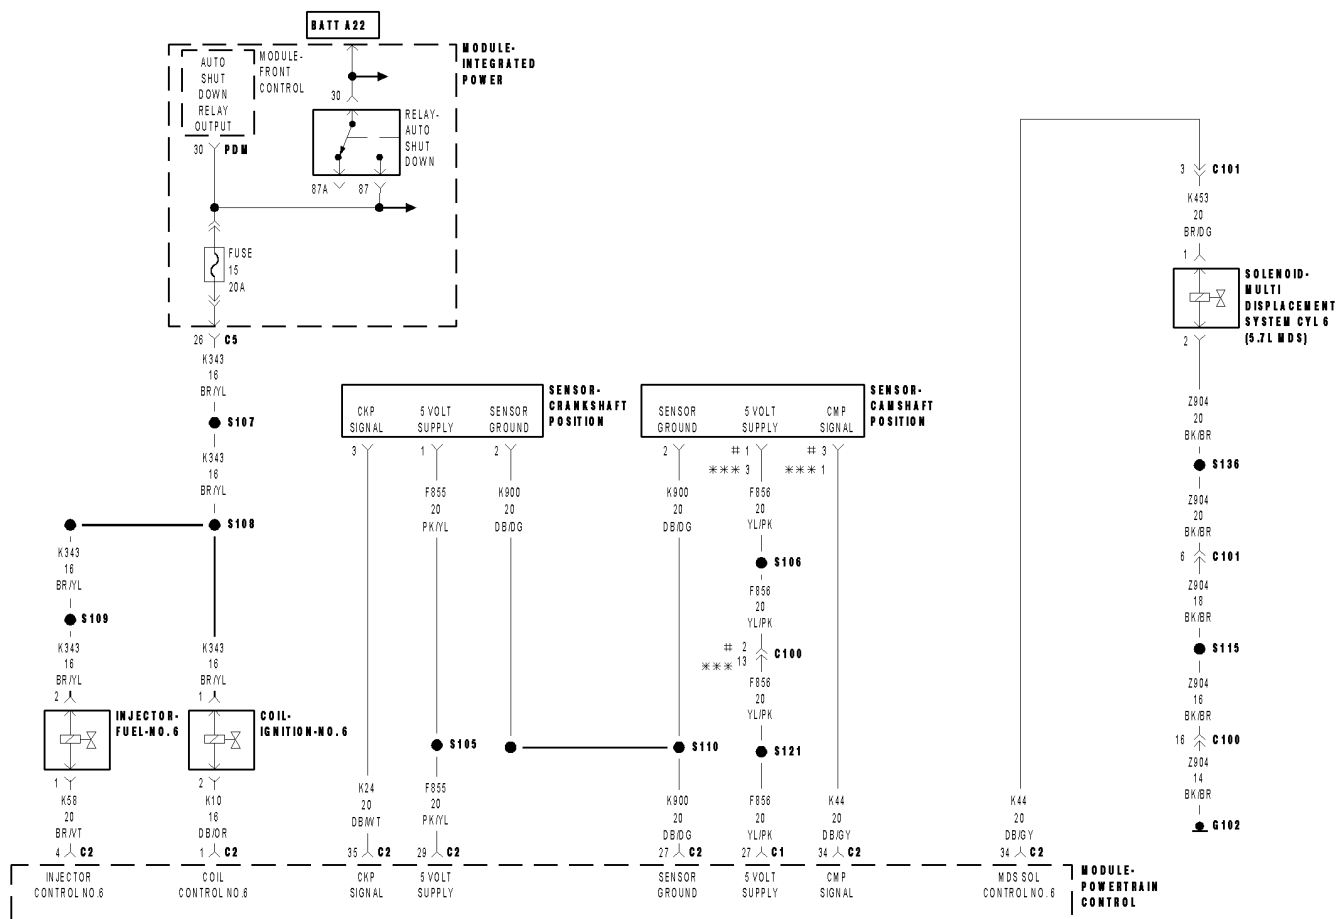 BATT A22
MODULE-
INTEGRATED
POWER
MODULE-
FRONT
CONTROL
AUTO
SHUT
DOWN
RELAY
OUTPUT
30 PDM
30
RELAY-
AUTO
SHUT
DOWN
87A 87
FUSE
15
20A
26 C5
K343
16
BR/YL
S107
K343
16
BR/YL
S108
K343
16
BR/YL
S109
K343
16
BR/YL
2
INJECTOR-
FUEL-NO.6
1
K58
20
BR/VT
4 C2
INJECTOR
CONTROL NO.6
K343
16
BR/YL
1
COIL-
IGNITION-NO.6
2
K10
16
DB/OR
1 C2
COIL
CONTROL NO.6
SENSOR-
CRANKSHAFT
POSITION
CKP
SIGNAL
5 VOLT
SUPPLY
SENSOR
GROUND
3 1 2
F855
20
PK/YL
K900
20
DB/DG
S105
K24
20
DB/WT
35 C2
CKP
SIGNAL
F855
20
PK/YL
29 C2
5 VOLT
SUPPLY
SENSOR-
CAMSHAFT
POSITION
SENSOR
GROUND
5 VOLT
SUPPLY
CMP
SIGNAL
2 # 1 # 3
*** 3 *** 1
K900
20
DB/DG
F856
20
YL/PK
S106
F856
20
YL/PK
# 2
*** 13
C100
F856
20
YL/PK
S110
S121
K900
20
DB/DG
27 C2
SENSOR
GROUND
F856
20
YL/PK
27 C1
5 VOLT
SUPPLY
K44
20
DB/GY
34 C2
CMP
SIGNAL
K44
20
DB/GY
34 C2
MDS SOL
CONTROL NO.6
MODULE-
POWERTRAIN
CONTROL
3 C101
K453
20
BR/DG
1
SOLENOID-
MULTI
DISPLACEMENT
SYSTEM CYL 6
(5.7L MDS)
2
Z904
20
BK/BR
S136
Z904
20
BK/BR
6 C101
Z904
18
BK/BR
S115
Z904
16
BK/BR
16 C100
Z904
14
BK/BR
G102